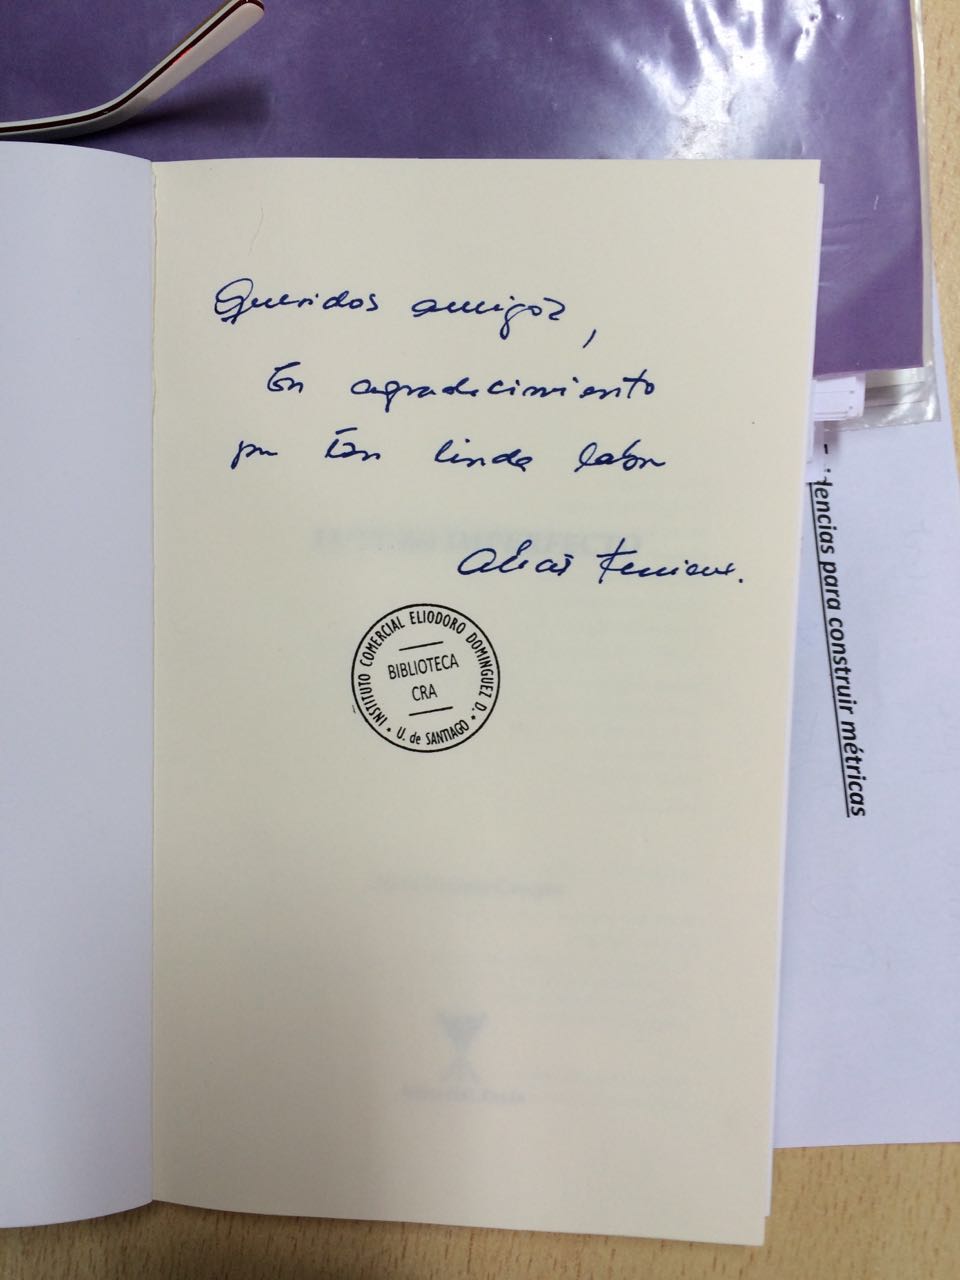 Queridos amigos,
En agradecimiento
por tan linda labor
INSTITUTO COMERCIAL ELIODORO DOMINGUEZ D.
BIBLIOTECA
CRA
• U. de SANTIAGO •
dencias para construir métricas